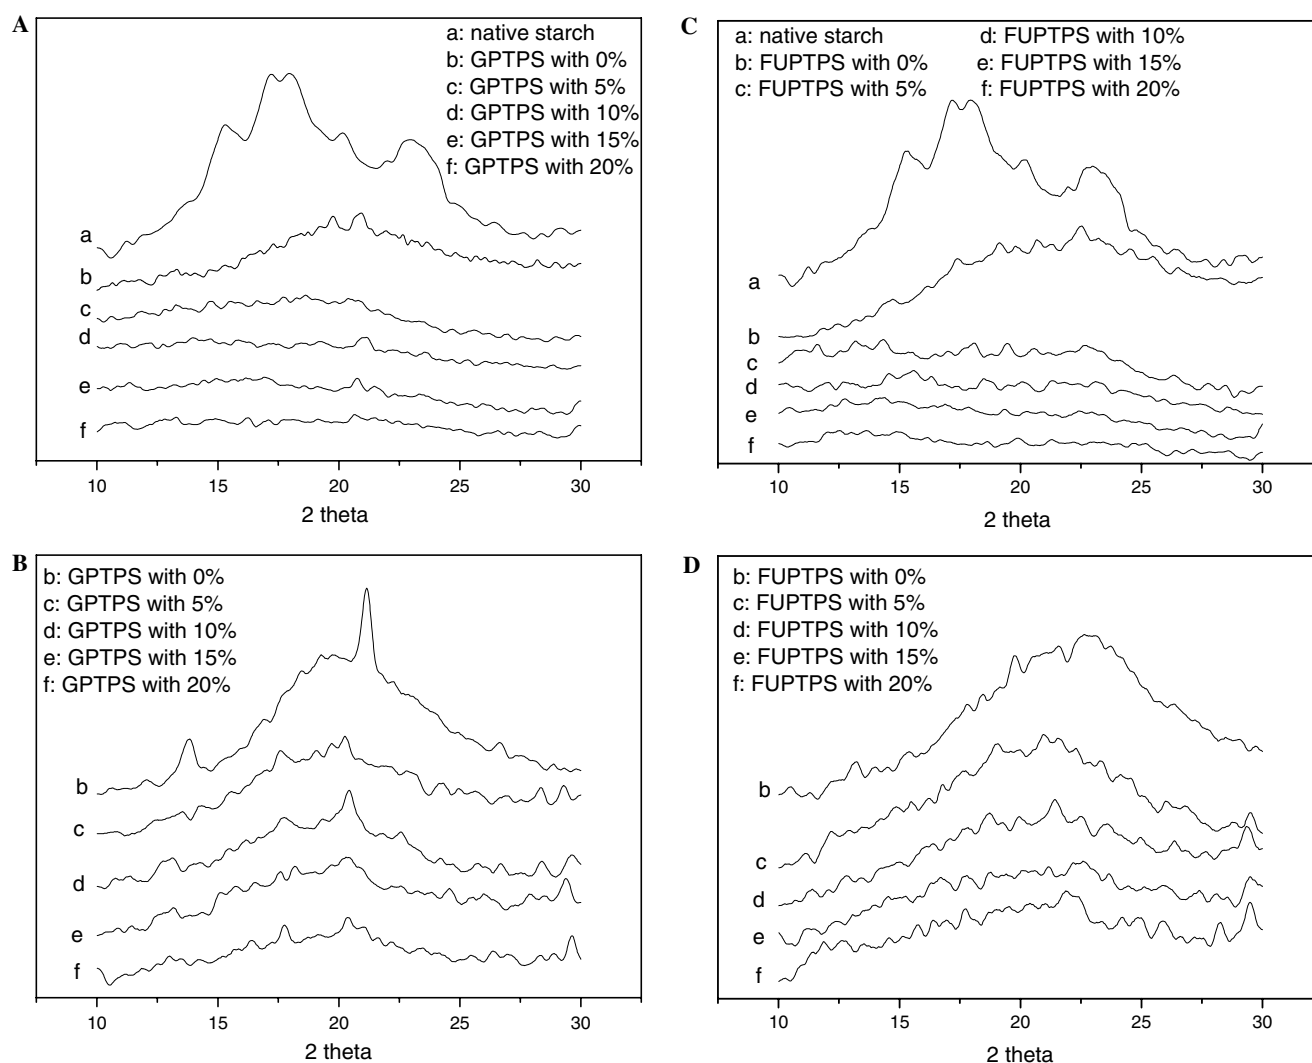 A
a: native starch
b: GPTPS with 0%
c: GPTPS with 5%
d: GPTPS with 10%
e: GPTPS with 15%
f: GPTPS with 20%
a
b
c
d
e
f
10 15 20 25 30
2 theta
C
a: native starch d: FUPTPS with 10%
b: FUPTPS with 0% e: FUPTPS with 15%
c: FUPTPS with 5% f: FUPTPS with 20%
a
b
c
d
e
f
10 15 20 25 30
2 theta
B
b: GPTPS with 0%
c: GPTPS with 5%
d: GPTPS with 10%
e: GPTPS with 15%
f: GPTPS with 20%
b
c
d
e
f
10 15 20 25 30
2 theta
D
b: FUPTPS with 0%
c: FUPTPS with 5%
d: FUPTPS with 10%
e: FUPTPS with 15%
f: FUPTPS with 20%
b
c
d
e
f
10 15 20 25 30
2 theta